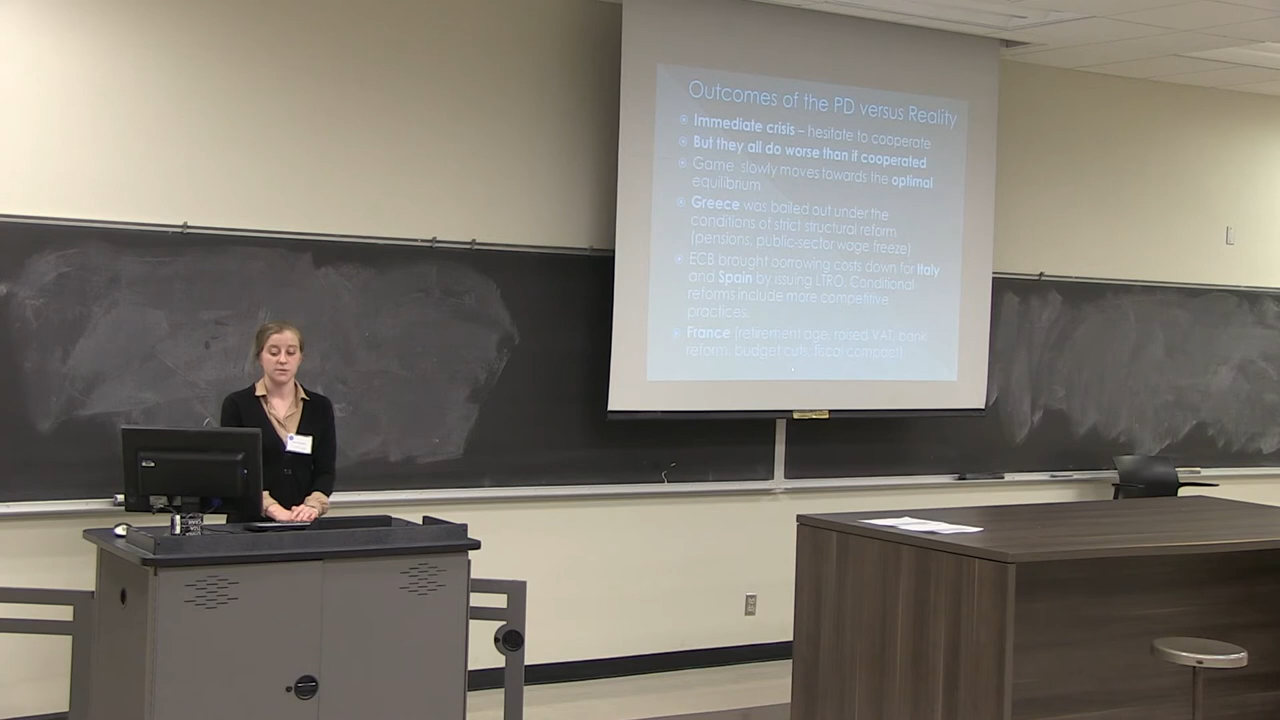 Outcomes of the PD versus Reality
Immediate crisis – hesitate to cooperate
But they all do worse than if cooperated
Game slowly moves towards the optimal
equilibrium
Greece was bailed out under the
conditions of strict structural reform
(pensions, public-sector wage freeze)
ECB brought borrowing costs down for Italy
and Spain by issuing LTRO. Conditional
reforms include more competitive
practices.
France (retirement age, raised VAT, bank
reform, budget cuts, fiscal compact)